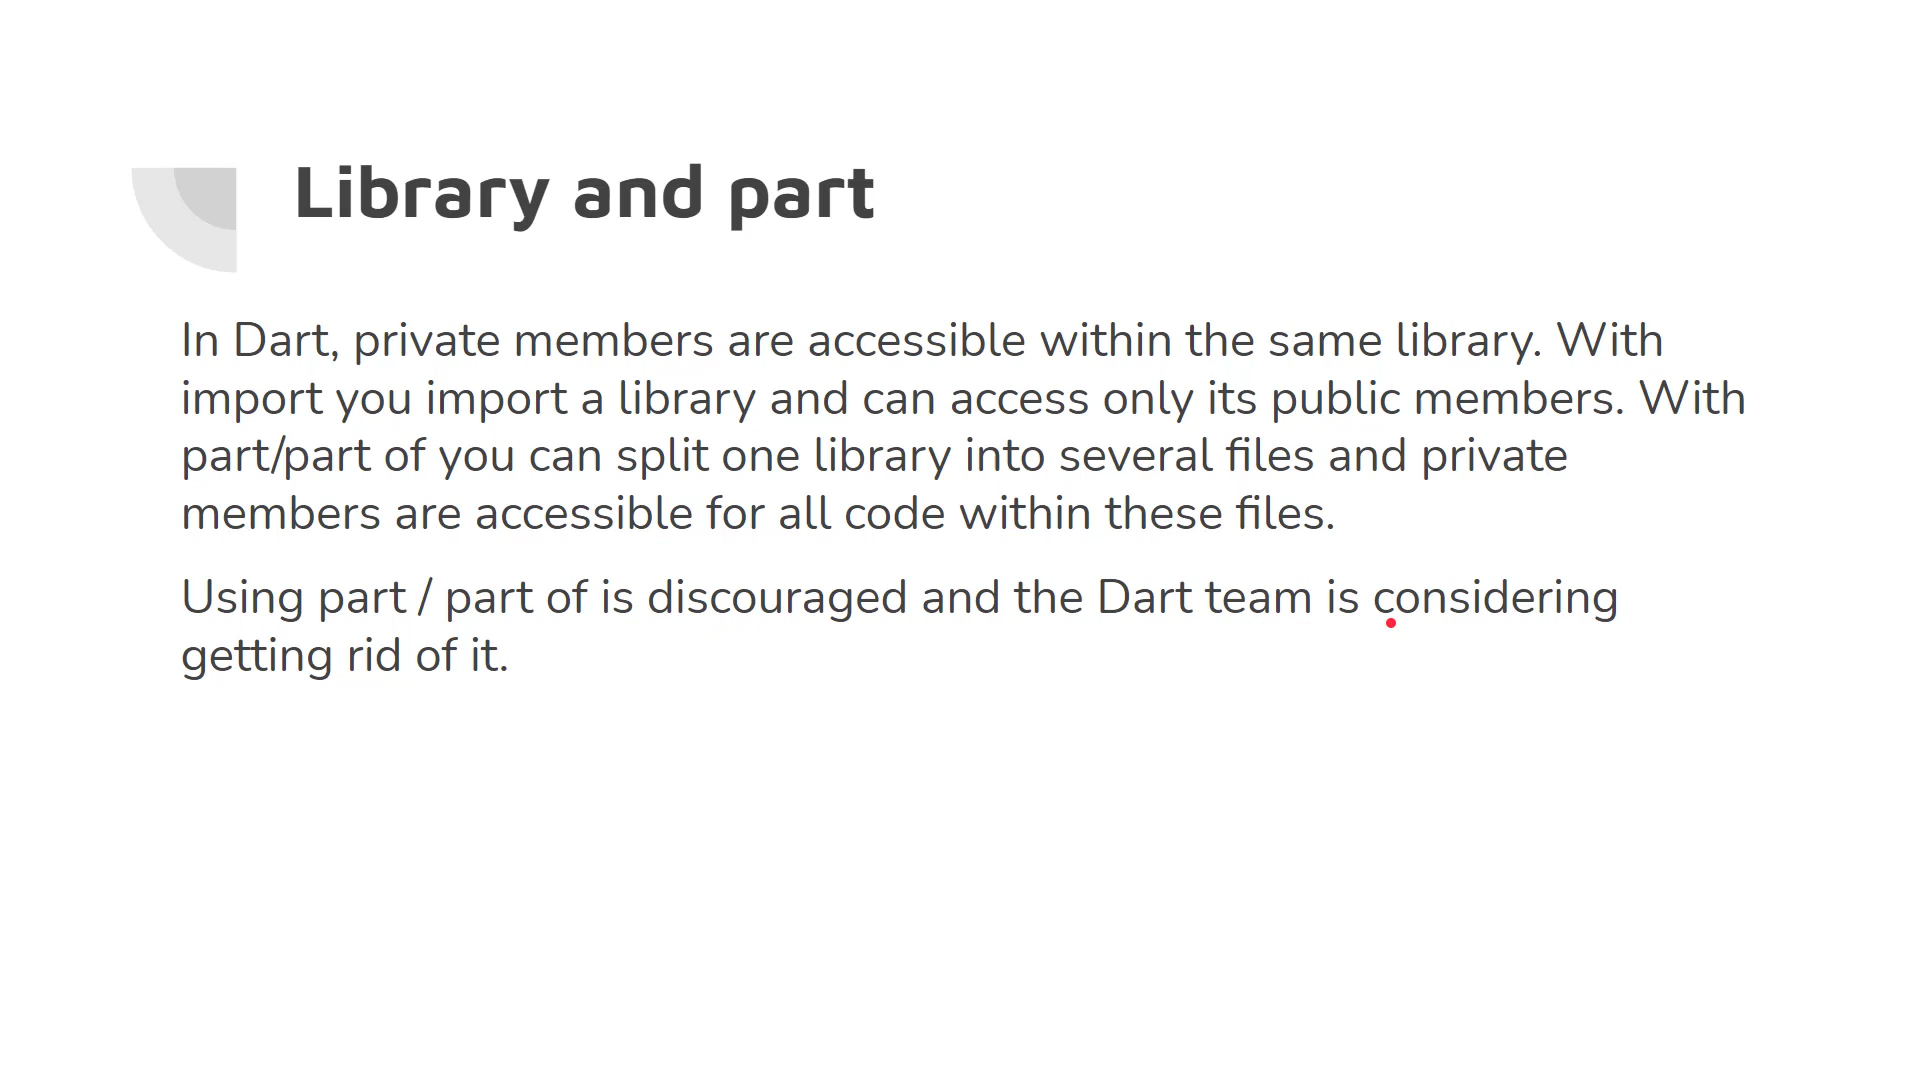 Library and part
In Dart, private members are accessible within the same library. With
import you import a library and can access only its public members. With
part/part of you can split one library into several files and private
members are accessible for all code within these files.
Using part / part of is discouraged and the Dart team is considering
getting rid of it.